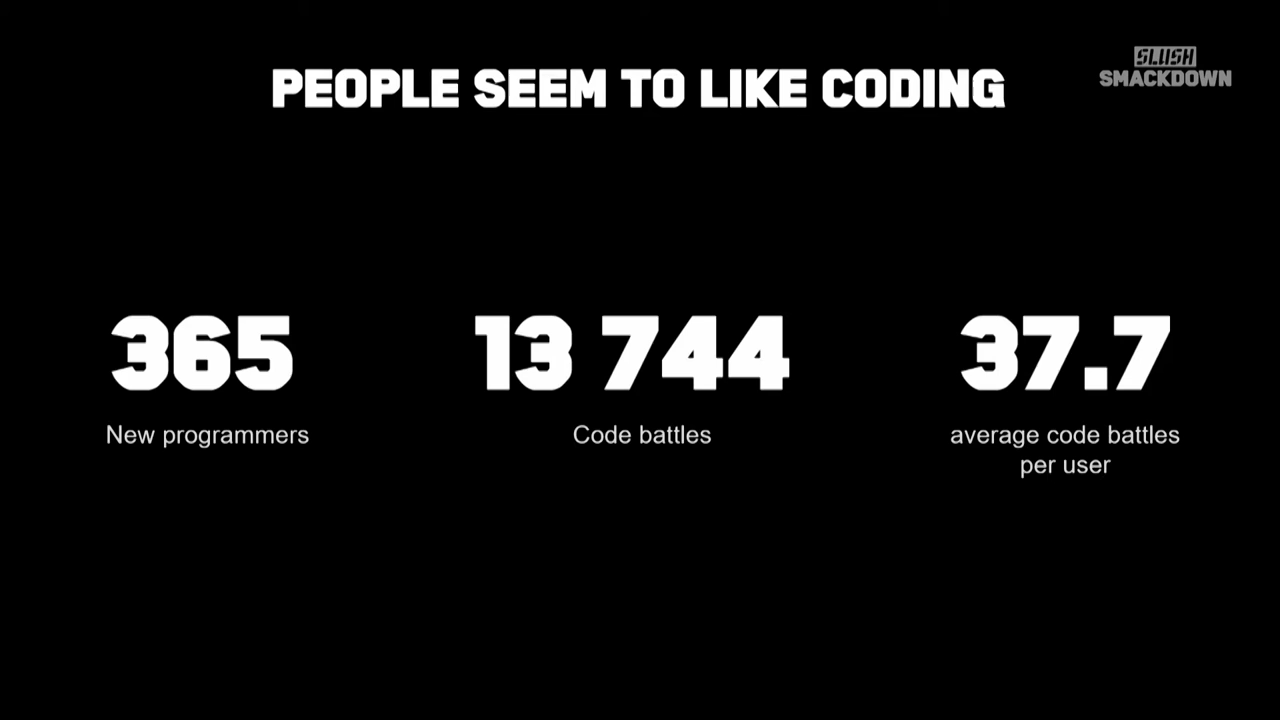 SLUSH
SMACKDOWN
PEOPLE SEEM TO LIKE CODING
365
New programmers
13 744
Code battles
37.7
average code battles
per user